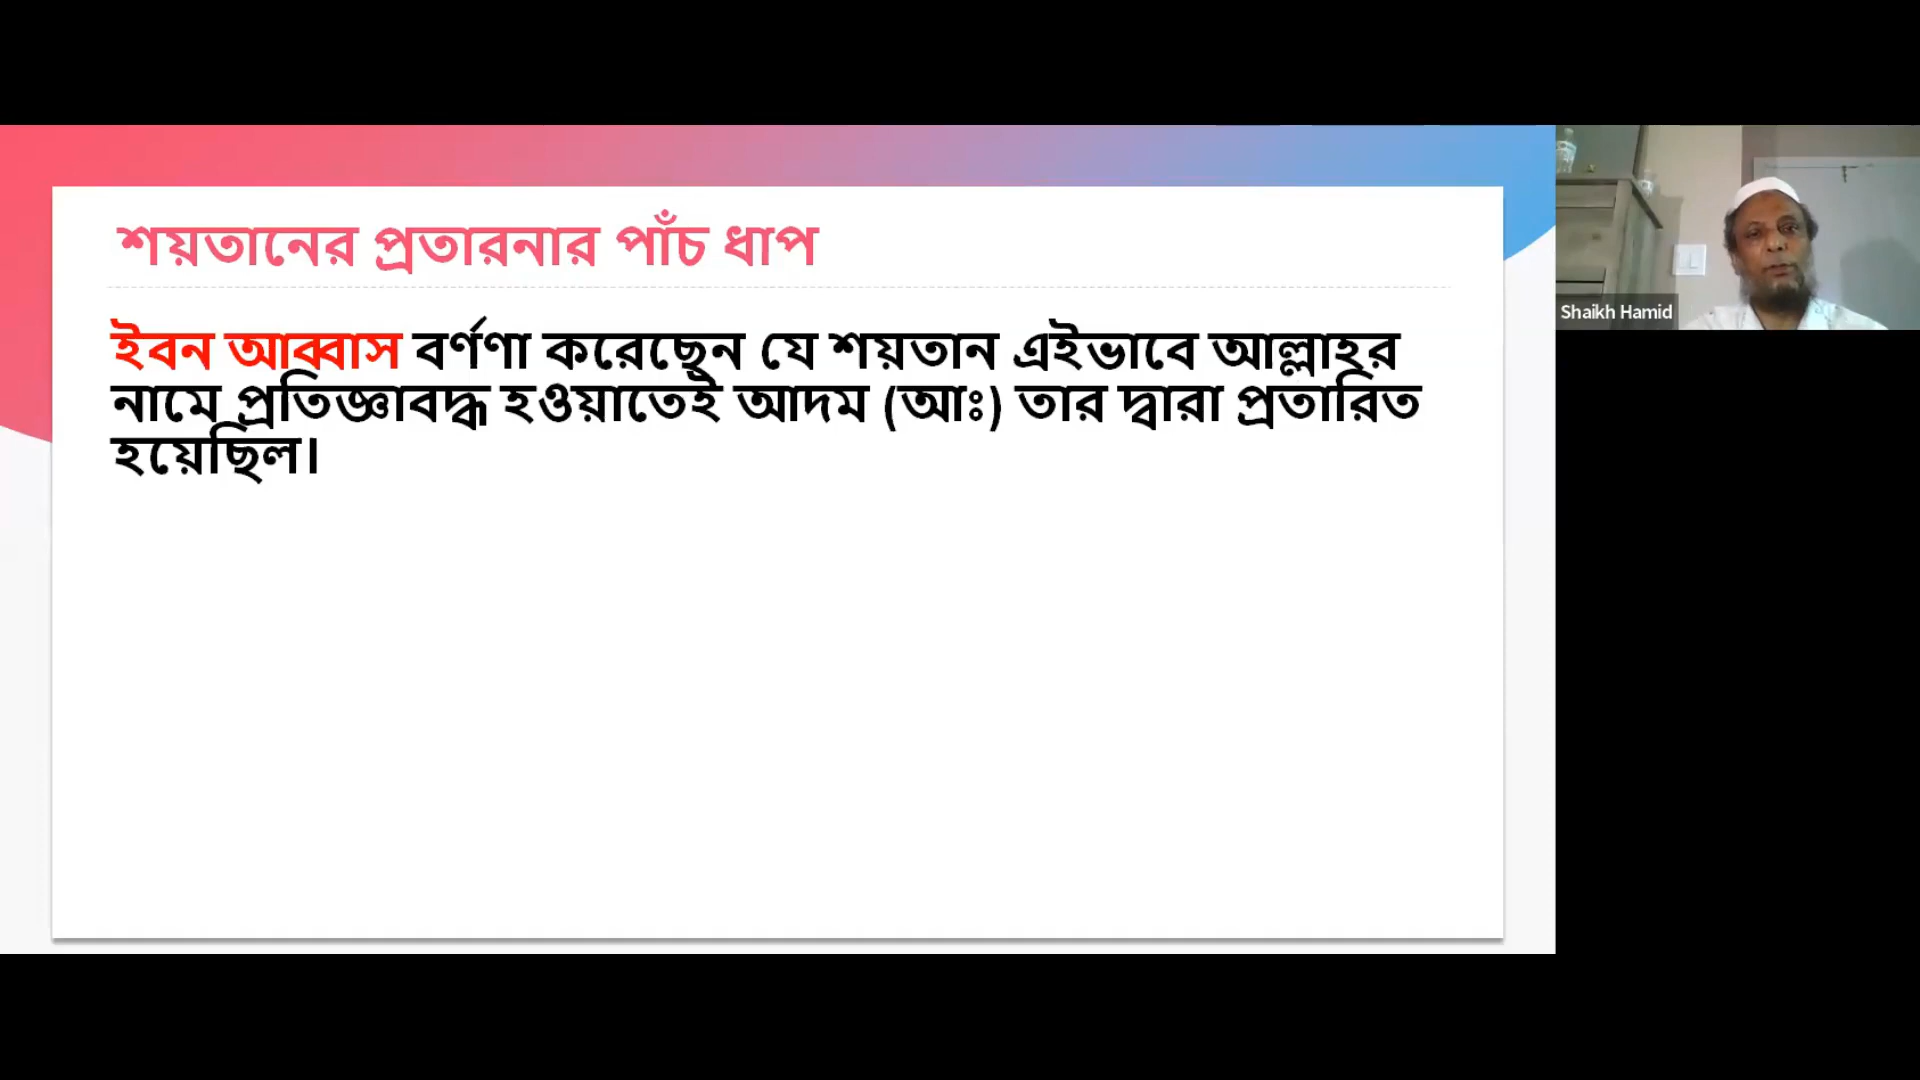 শয়তানের প্রতারনার পাঁচ ধাপ
ইবন আব্বাস বর্ণণা করেছেন যে শয়তান এইভাবে আল্লাহর
নামে প্রতিজ্ঞাবদ্ধ হওয়াতেই আদম (আঃ) তার দ্বারা প্রতারিত
হয়েছিল।
Shaikh Hamid